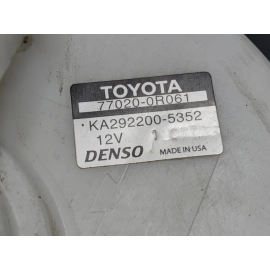 TOYOTA
77020-0R061
KA292200-5352
12V
DENSO MADE IN USA